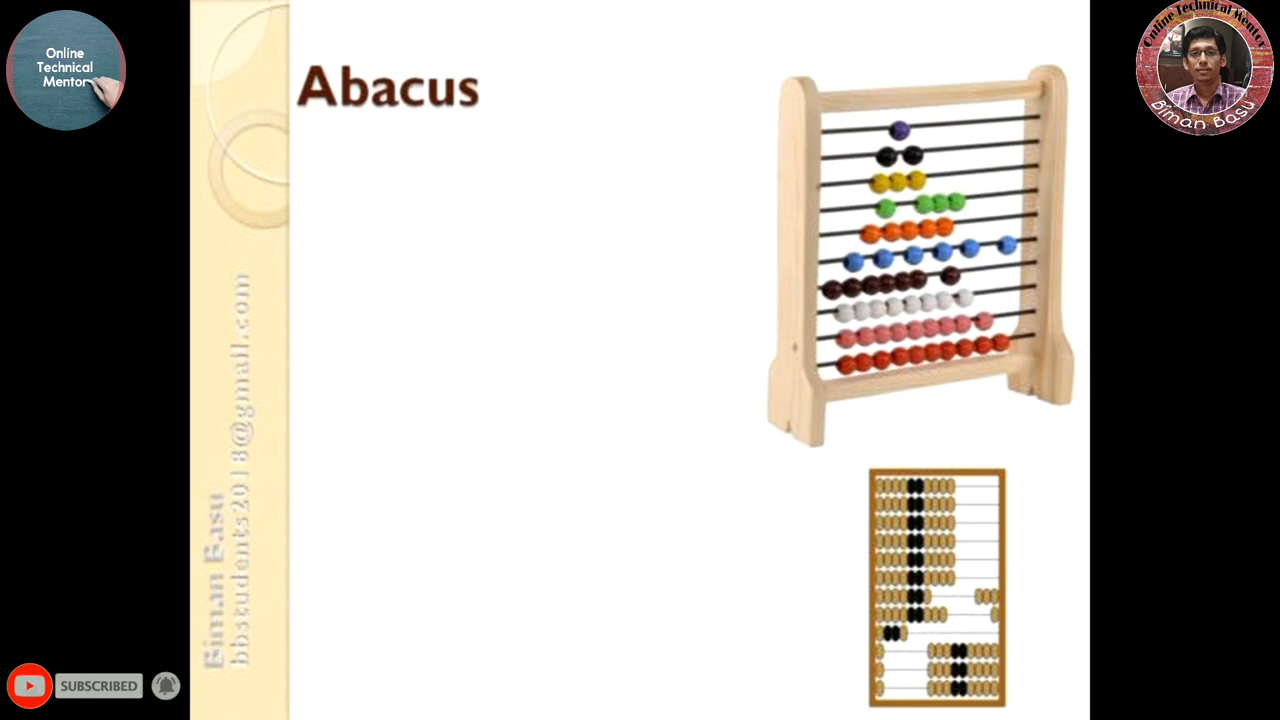 Online
Technical
Mentor
Abacus
Online Technical Mentor
Biman Basu
Biman Basu
bbstudents2018@gmail.com
SUBSCRIBED